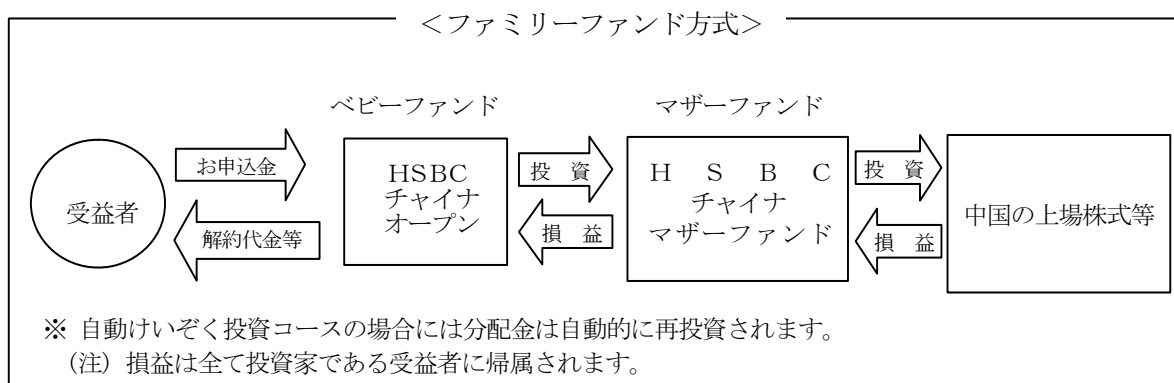 ＜ファミリーファンド方式＞
ベビーファンド
マザーファンド
受益者
お申込金
解約代金等
HSBC
チャイナ
オープン
投 資
損 益
H S B C
チャイナ
マザーファンド
投 資
損 益
中国の上場株式等
※ 自動けいぞく投資コースの場合には分配金は自動的に再投資されます。
（注）損益は全て投資家である受益者に帰属されます。